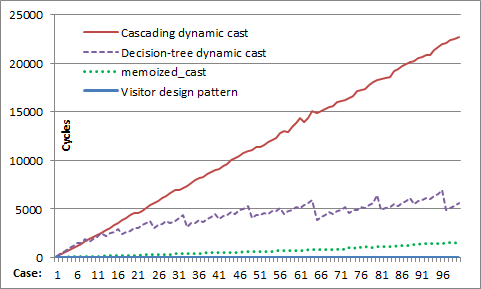 25000
20000
15000
10000
5000
0
Cycles
Cascading dynamic cast
Decision-tree dynamic cast
memoized_cast
Visitor design pattern
Case: 1 6 11 16 21 26 31 36 41 46 51 56 61 66 71 76 81 86 91 96